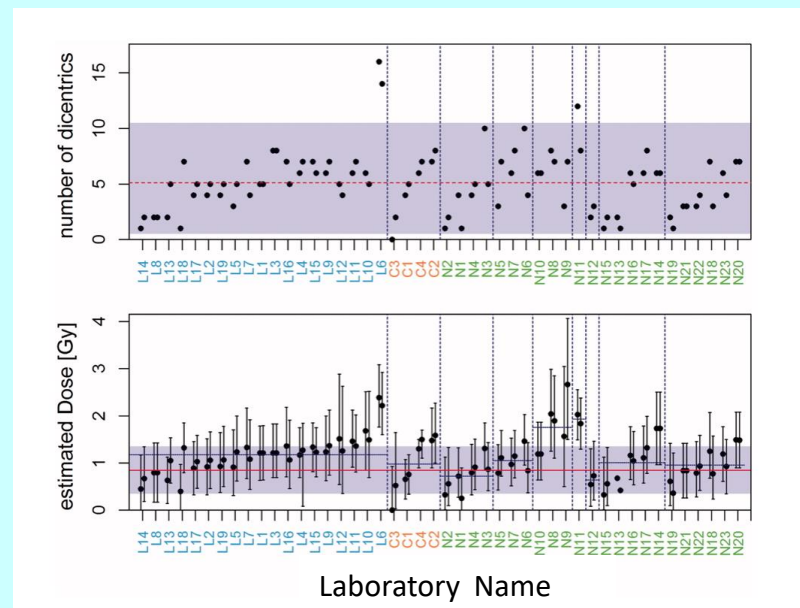 number of dicentrics
15
10
5
0
L14 L8 L13 L18 L17 L2 L19 L5 L7 L1 L3 L16 L4 L15 L9 L12 L11 L10 L6 C3 C1 C4 C2 N2 N1 N4 N3 N5 N7 N6 N10 N8 N9 N11 N12 N15 N13 N16 N17 N14 N19 N21 N22 N18 N23 N20
estimated Dose [Gy]
4
3
2
1
0
L14 L8 L13 L18 L17 L2 L19 L5 L7 L1 L3 L16 L4 L15 L9 L12 L11 L10 L6 C3 C1 C4 C2 N2 N1 N4 N3 N5 N7 N6 N10 N8 N9 N11 N12 N15 N13 N16 N17 N14 N19 N21 N22 N18 N23 N20
Laboratory Name